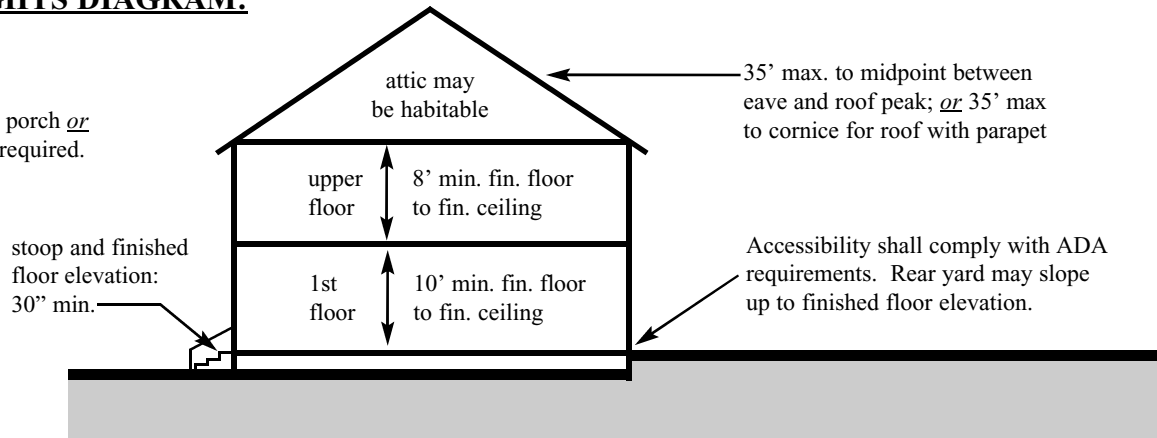 DIAGRAM:
attic may
be habitable
35’ max. to midpoint between
eave and roof peak; or 35’ max
to cornice for roof with parapet
porch or
required.
upper
floor
8’ min. fin. floor
to fin. ceiling
stoop and finished
floor elevation:
30” min.
1st
floor
10’ min. fin. floor
to fin. ceiling
Accessibility shall comply with ADA
requirements. Rear yard may slope
up to finished floor elevation.